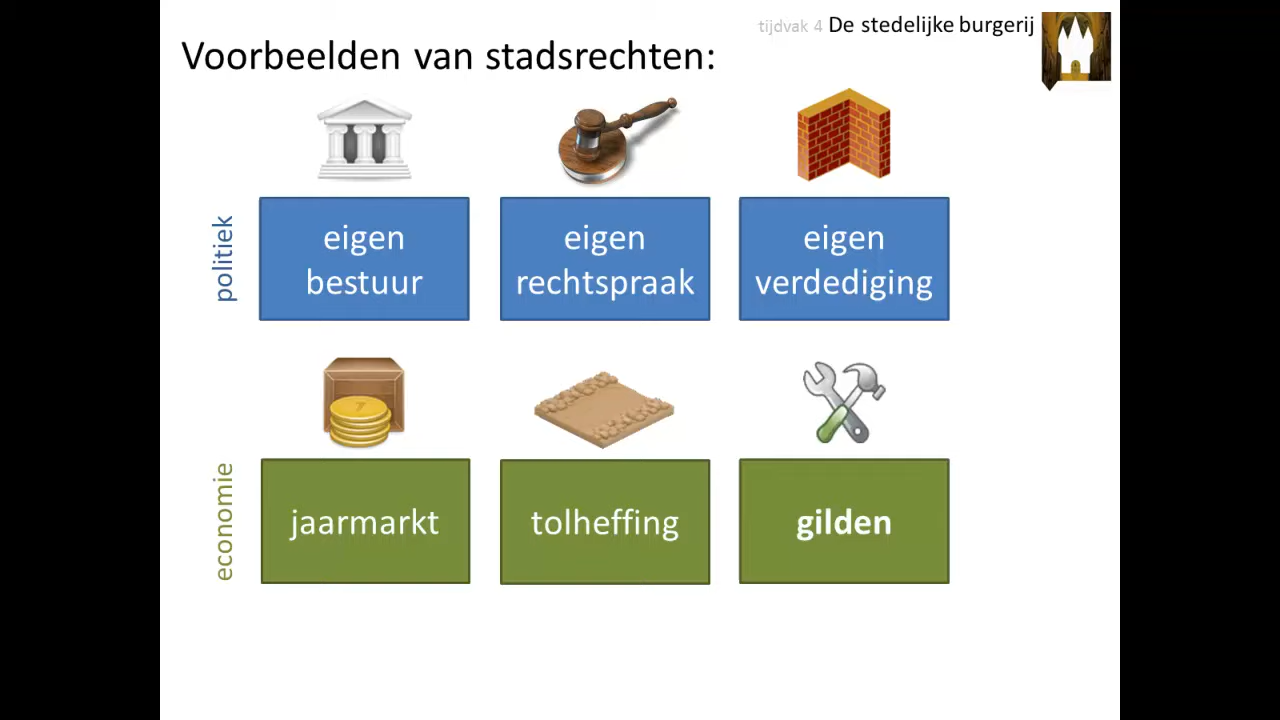 tijdvak 4 De stedelijke burgerij
Voorbeelden van stadsrechten:
politiek
eigen
bestuur
eigen
rechtspraak
eigen
verdediging
economie
jaarmarkt
tolheffing
gilden